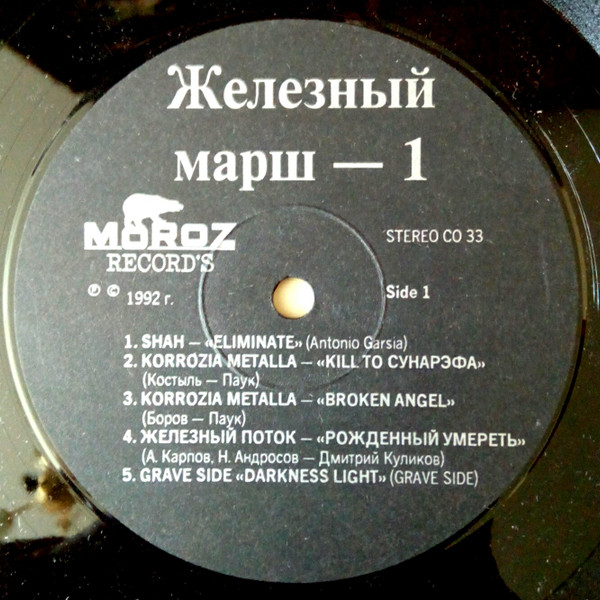 Железный
марш — 1
MOROZ
RECORD'S
STEREO CO 33
℗ © 1992 г.
Side 1
1. SHAH — «ELIMINATE» (Antonio Garsia)
2. KORROZIA METALLA — «KILL TO СУНАРЭФА»
(Костыль — Паук)
3. KORROZIA METALLA — «BROKEN ANGEL»
(Боров — Паук)
4. ЖЕЛЕЗНЫЙ ПОТОК — «РОЖДЕННЫЙ УМЕРЕТЬ»
(А. Карпов, Н. Андросов — Дмитрий Куликов)
5. GRAVE SIDE «DARKNESS LIGHT» (GRAVE SIDE)